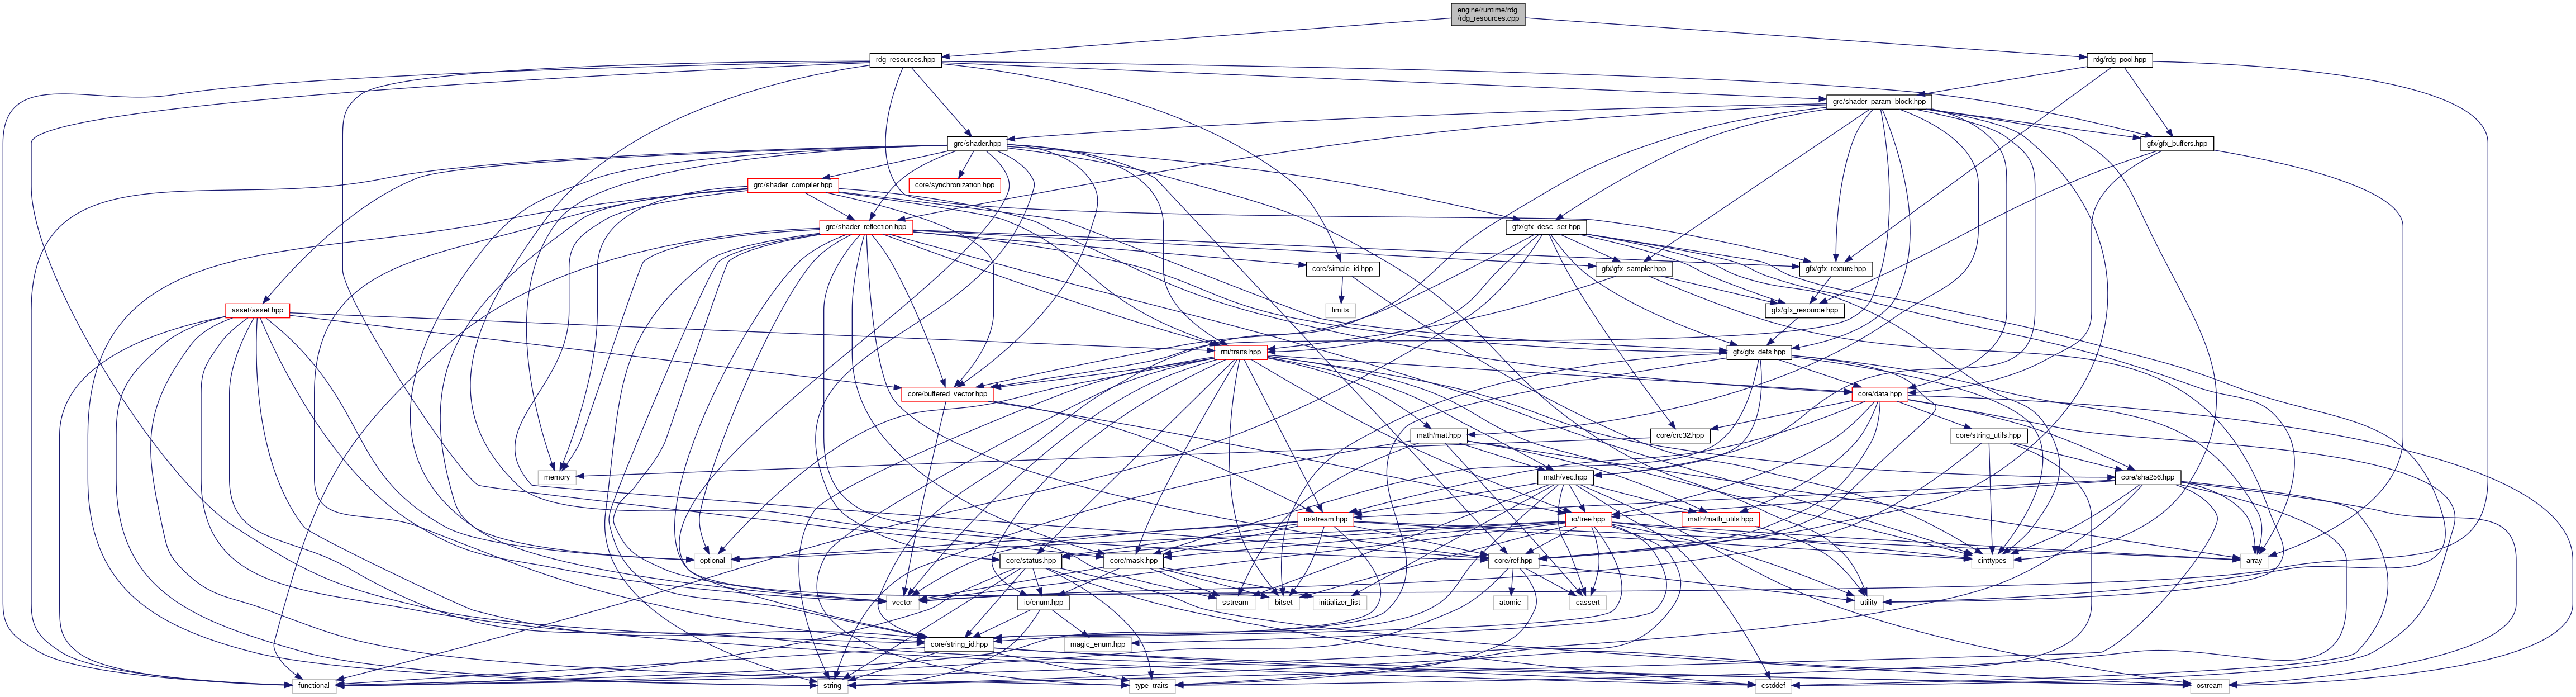 engine/runtime/rdg
/rdg_resources.cpp
rdg_resources.hpp
rdg/rdg_pool.hpp
grc/shader_param_block.hpp
grc/shader.hpp
gfx/gfx_buffers.hpp
grc/shader_compiler.hpp
core/synchronization.hpp
grc/shader_reflection.hpp
gfx/gfx_desc_set.hpp
core/simple_id.hpp
gfx/gfx_sampler.hpp
gfx/gfx_texture.hpp
asset/asset.hpp
limits
gfx/gfx_resource.hpp
rtti/traits.hpp
gfx/gfx_defs.hpp
core/buffered_vector.hpp
core/data.hpp
math/mat.hpp
core/crc32.hpp
core/string_utils.hpp
memory
math/vec.hpp
core/sha256.hpp
io/stream.hpp
io/tree.hpp
math/math_utils.hpp
optional
core/status.hpp
core/mask.hpp
core/ref.hpp
cinttypes
array
vector
io/enum.hpp
sstream
bitset
initializer_list
atomic
cassert
utility
core/string_id.hpp
magic_enum.hpp
functional
string
type_traits
cstddef
ostream